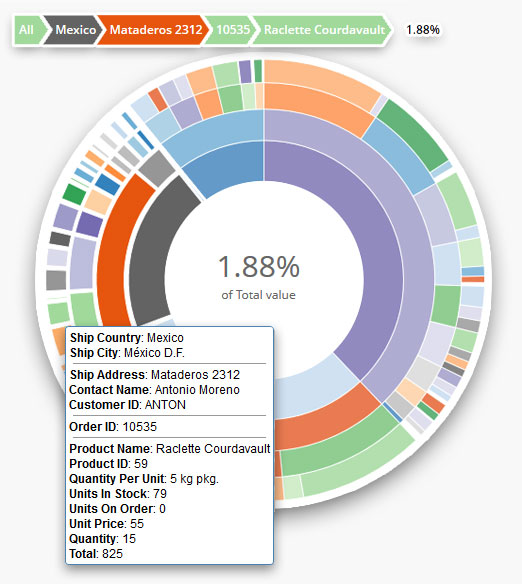 All Mexico Mataderos 2312 10535 Raclette Courdavault 1.88%
1.88%
of Total value
Ship Country: Mexico
Ship City: México D.F.
Ship Address: Mataderos 2312
Contact Name: Antonio Moreno
Customer ID: ANTON
Order ID: 10535
Product Name: Raclette Courdavault
Product ID: 59
Quantity Per Unit: 5 kg pkg.
Units In Stock: 79
Units On Order: 0
Unit Price: 55
Quantity: 15
Total: 825